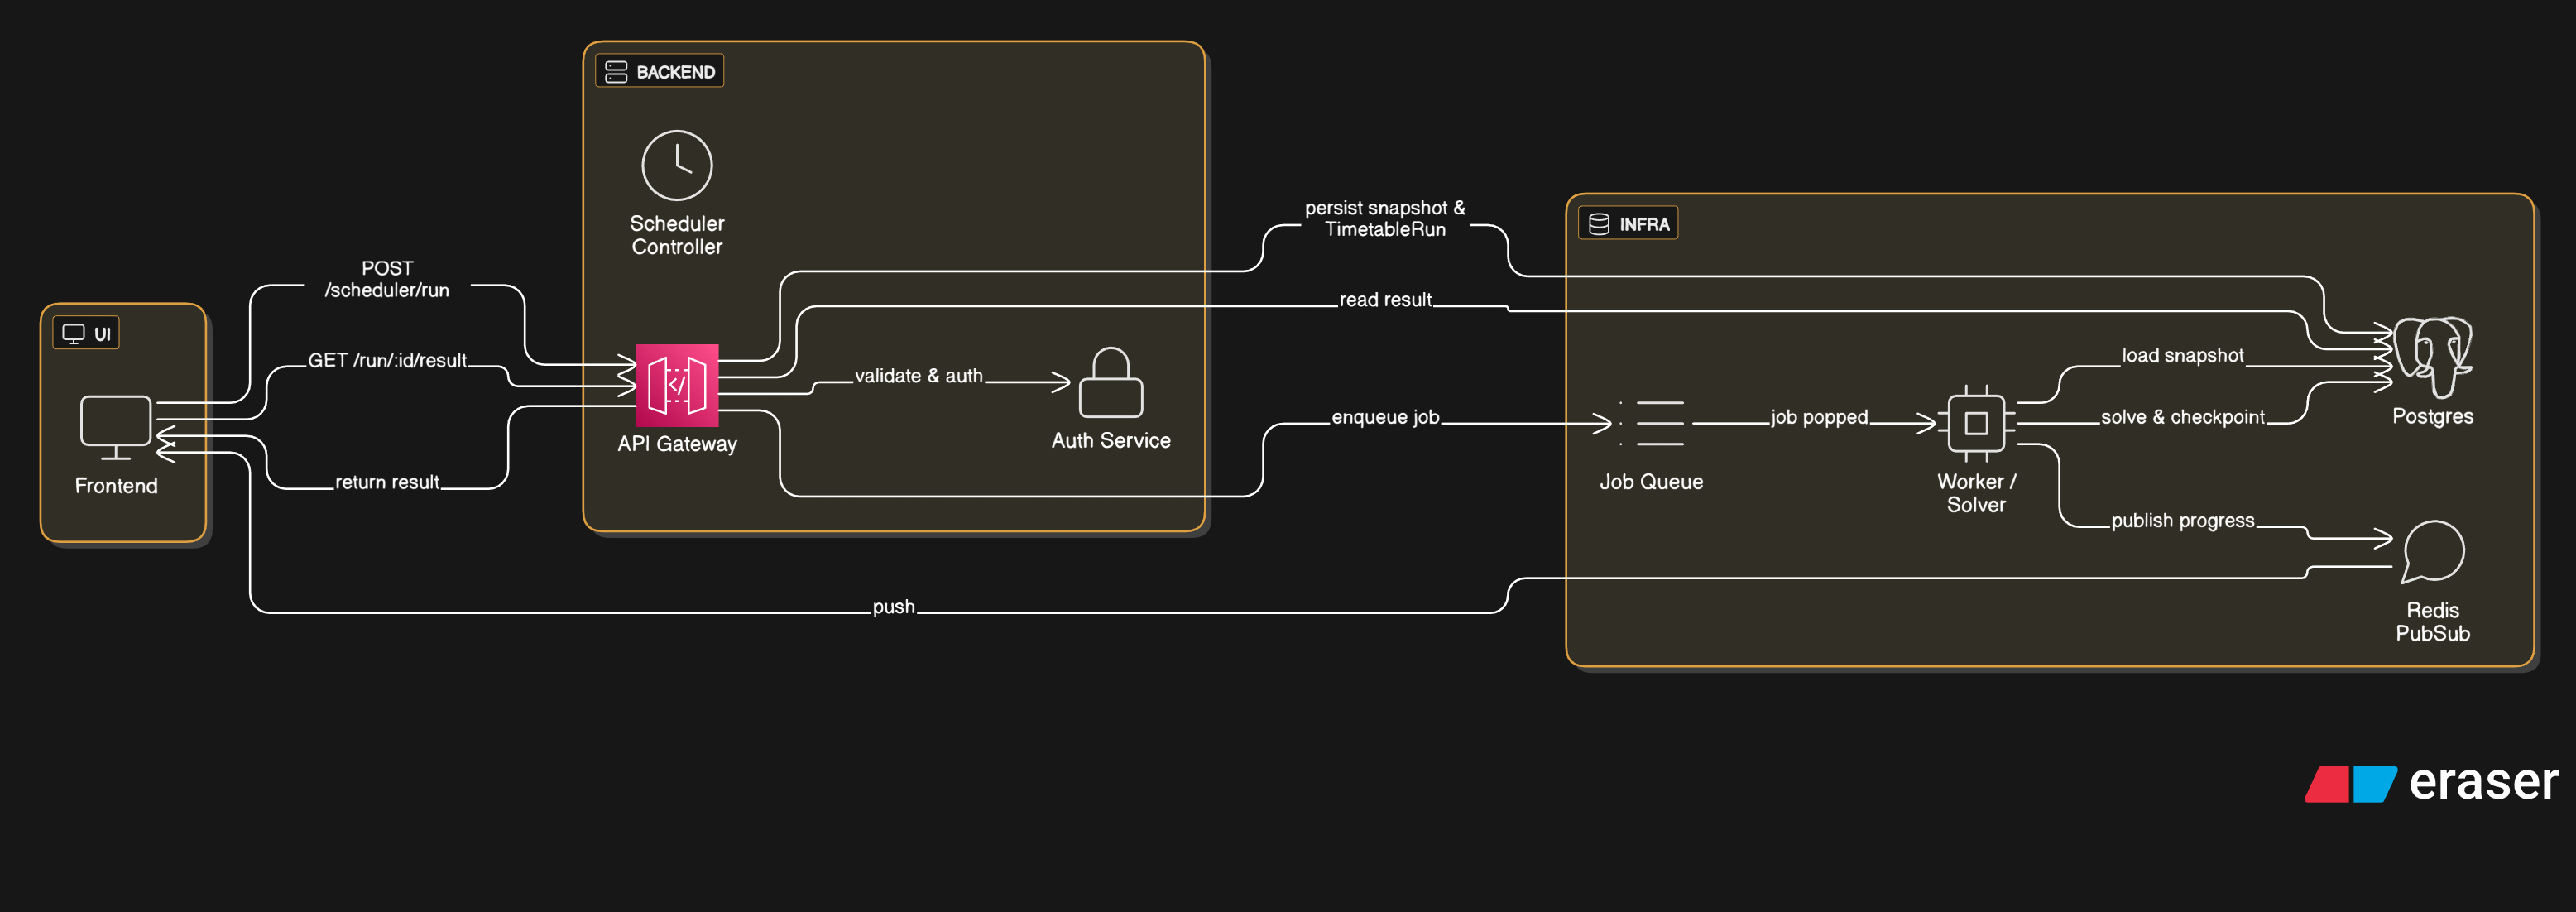 BACKEND
Scheduler
Controller
persist snapshot &
TimetableRun
INFRA
POST
/scheduler/run
read result
UI
GET /run/:id/result
validate & auth
load snapshot
enqueue job
job popped
solve & checkpoint
Postgres
API Gateway
Auth Service
Frontend
return result
Job Queue
Worker /
Solver
publish progress
push
Redis
PubSub
eraser